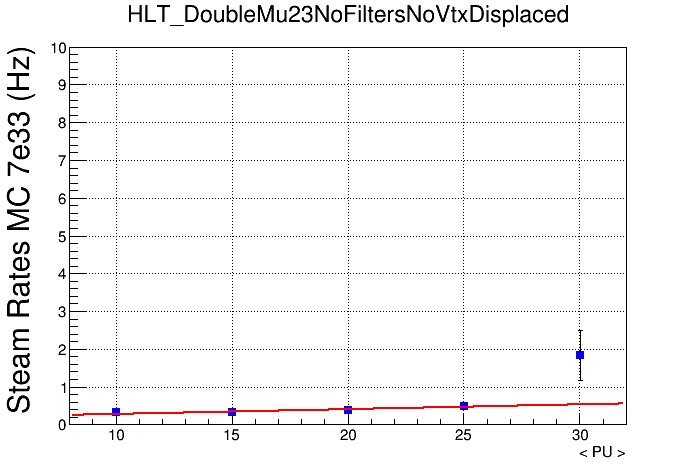 HLT_DoubleMu23NoFiltersNoVtxDisplaced
Steam Rates MC 7e33 (Hz)
10
9
8
7
6
5
4
3
2
1
0
10 15 20 25 30
< PU >